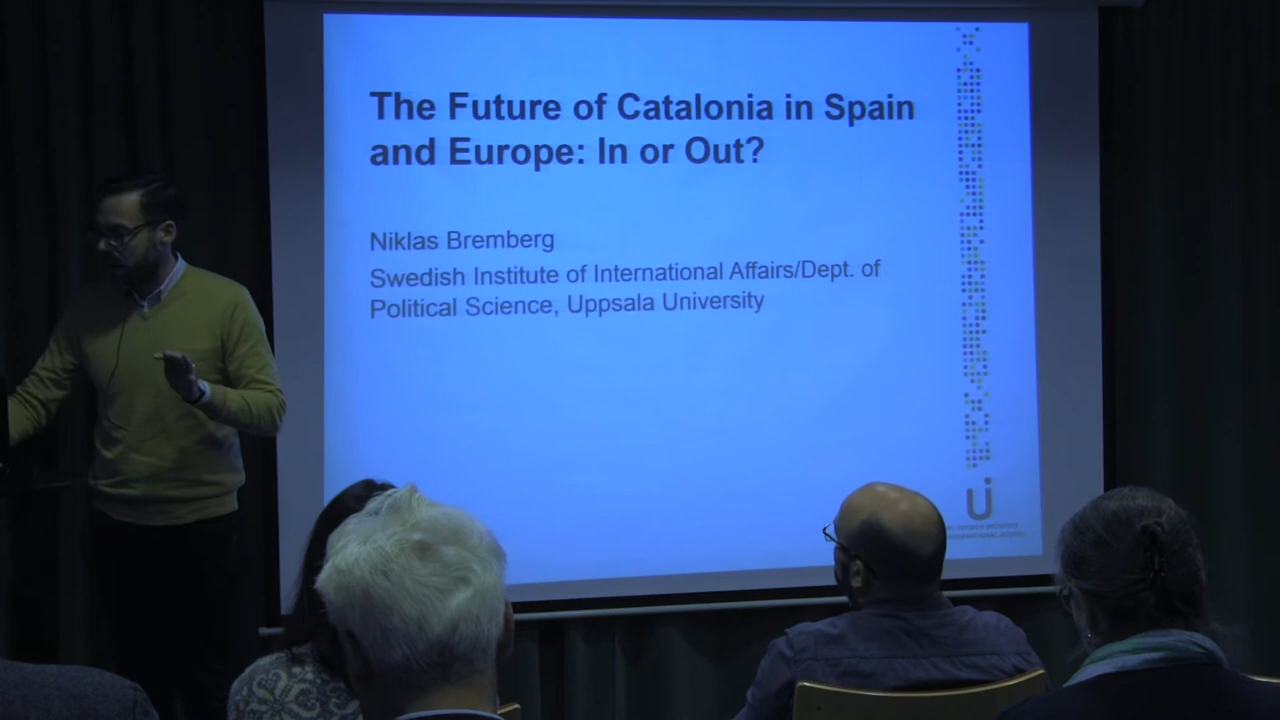 The Future of Catalonia in Spain
and Europe: In or Out?
Niklas Bremberg
Swedish Institute of International Affairs/Dept. of
Political Science, Uppsala University
UI